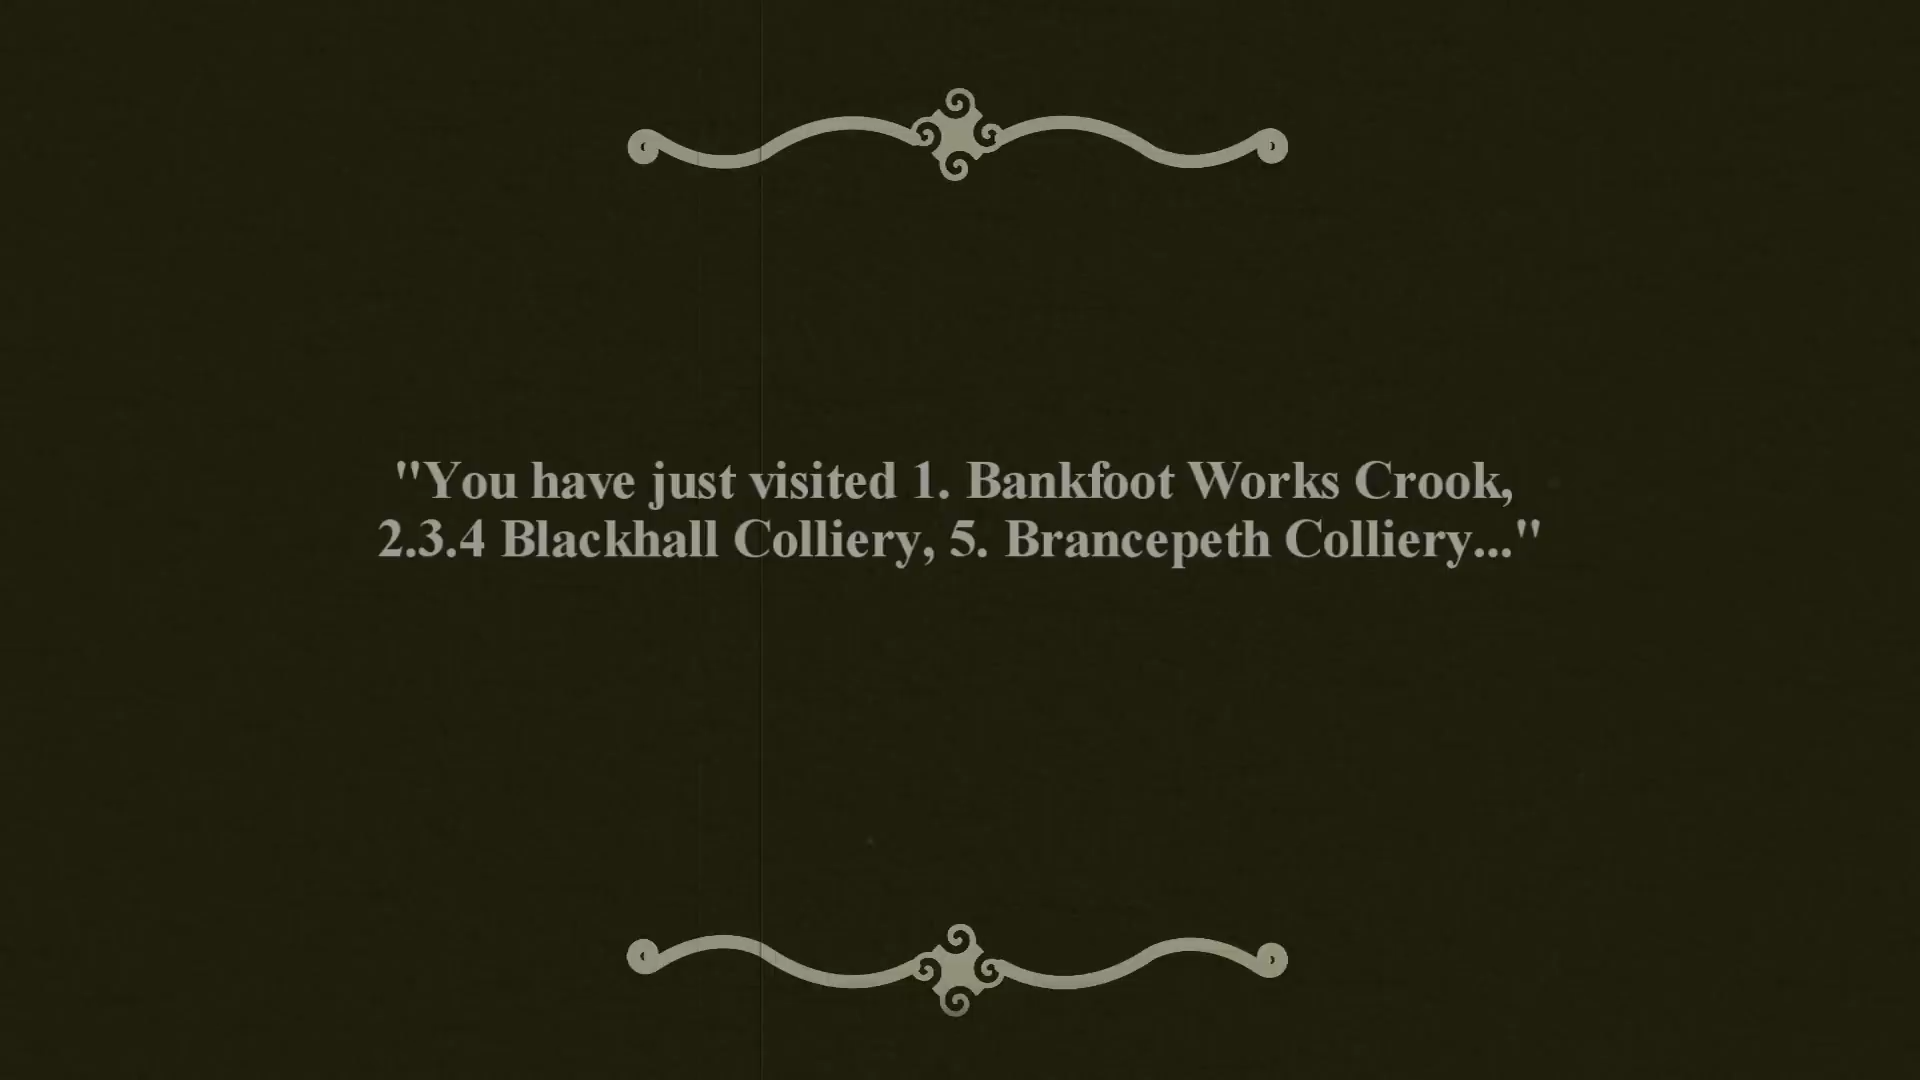 "You have just visited 1. Bankfoot Works Crook,
2.3.4 Blackhall Colliery, 5. Brancepeth Colliery..."